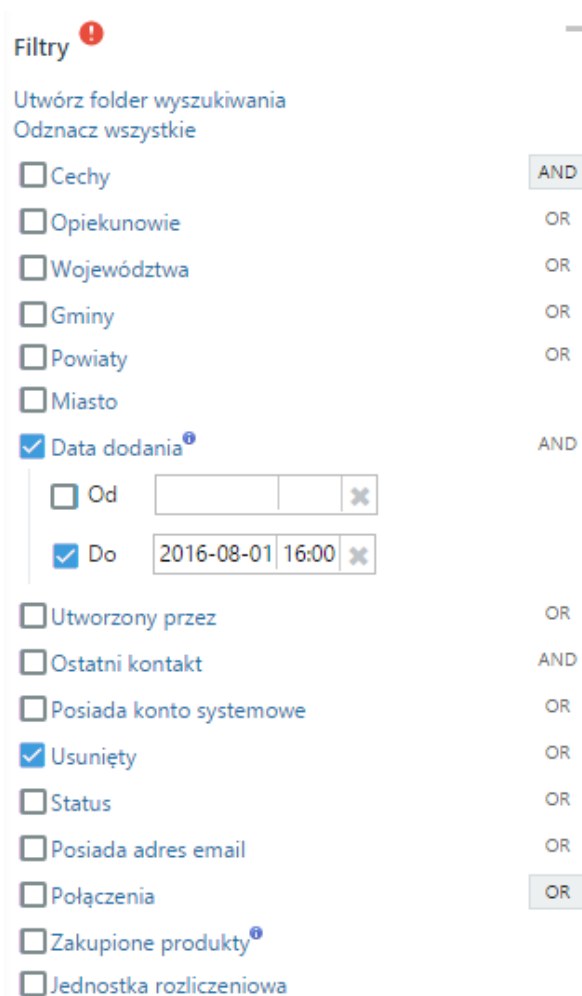 Filtry
Utwórz folder wyszukiwania
Odznacz wszystkie
Cechy AND
Opiekunowie OR
Województwa OR
Gminy OR
Powiaty OR
Miasto
Data dodania AND
Od
Do 2016-08-01 16:00
Utworzony przez OR
Ostatni kontakt AND
Posiada konto systemowe OR
Usunięty OR
Status OR
Posiada adres email OR
Połączenia OR
Zakupione produkty
Jednostka rozliczeniowa